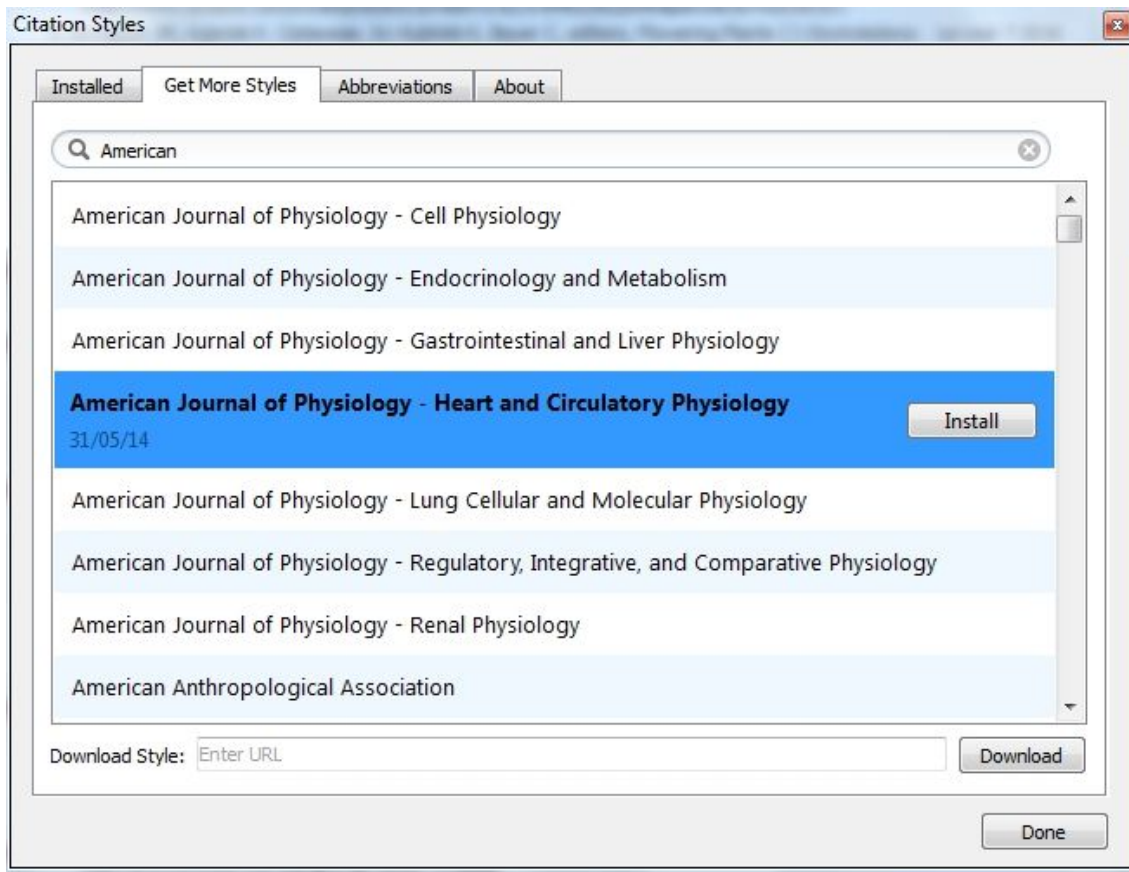 Citation Styles
Installed
Get More Styles
Abbreviations
About
American
American Journal of Physiology - Cell Physiology
American Journal of Physiology - Endocrinology and Metabolism
American Journal of Physiology - Gastrointestinal and Liver Physiology
American Journal of Physiology - Heart and Circulatory Physiology
31/05/14
Install
American Journal of Physiology - Lung Cellular and Molecular Physiology
American Journal of Physiology - Regulatory, Integrative, and Comparative Physiology
American Journal of Physiology - Renal Physiology
American Anthropological Association
Download Style: Enter URL
Download
Done